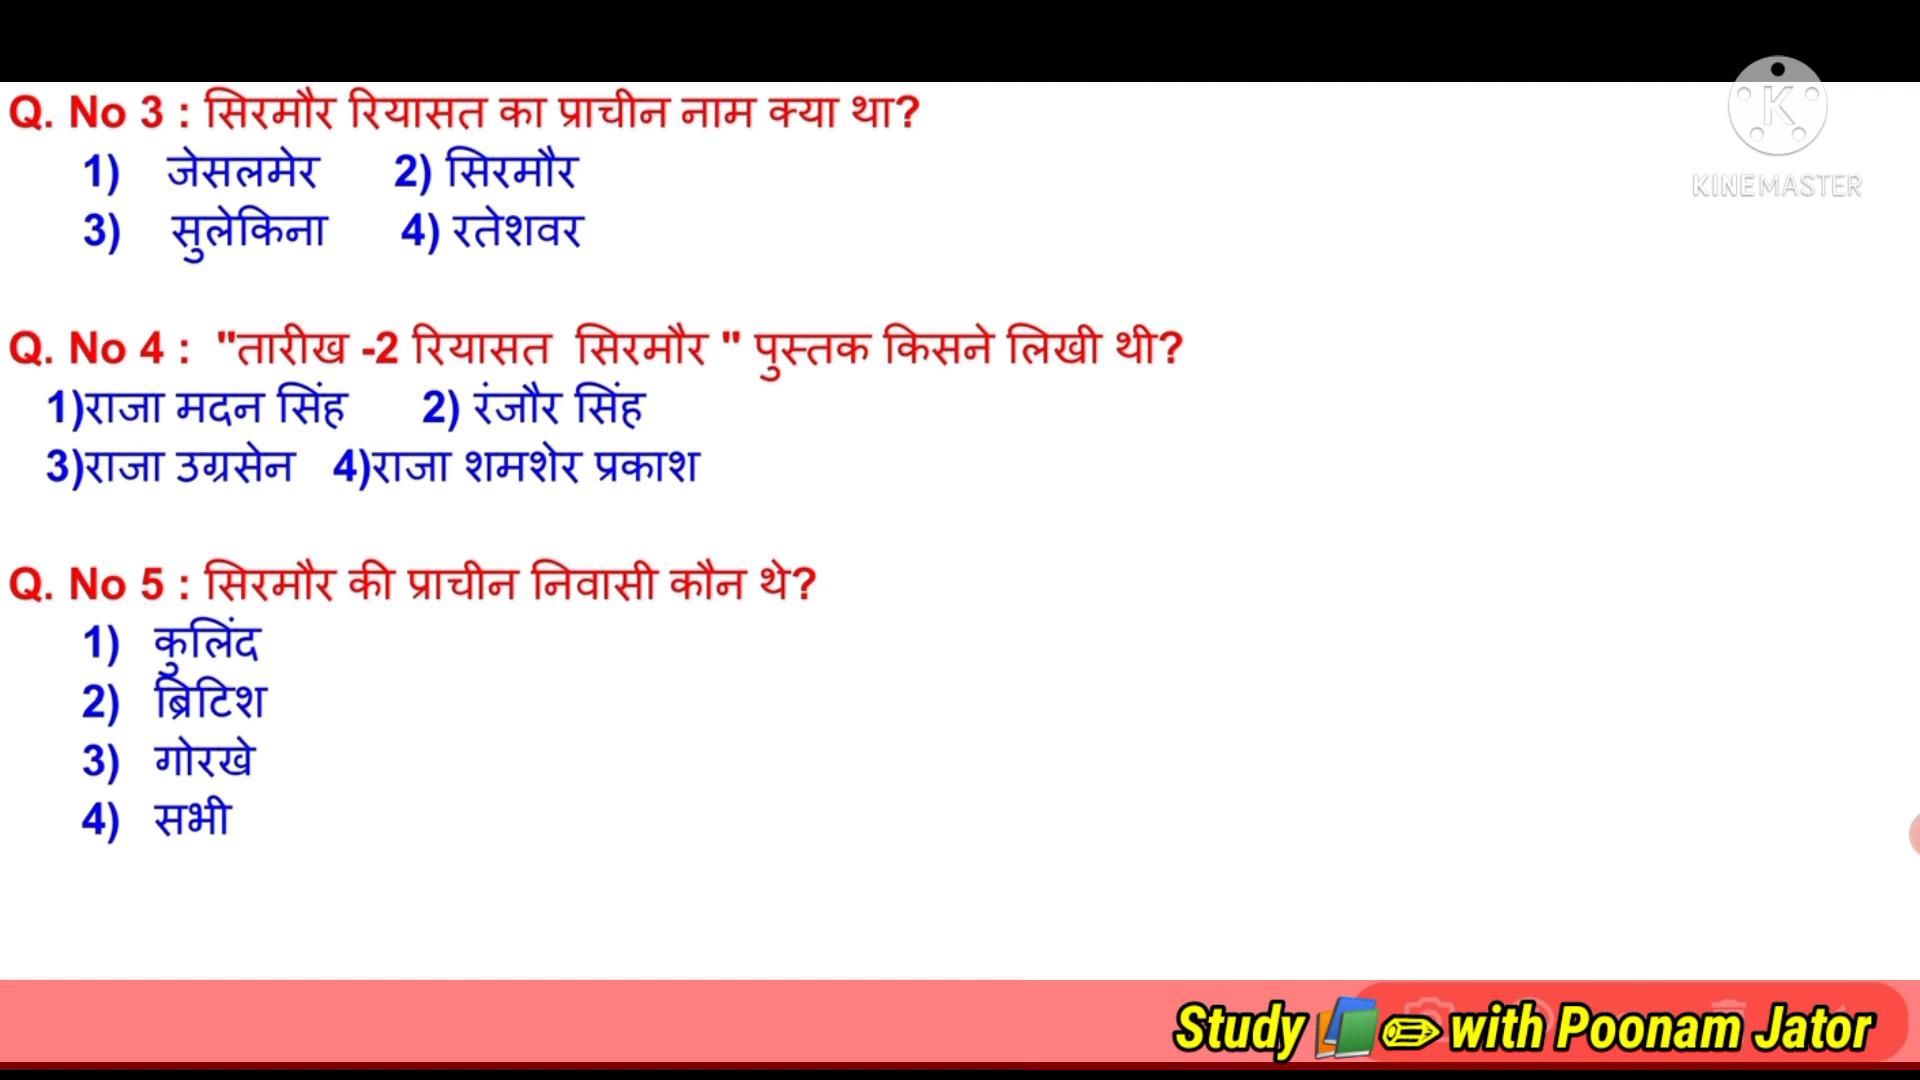 Q. No 3 : सिरमौर रियासत का प्राचीन नाम क्या था?
KINEMASTER
1) जेसलमेर 2) सिरमौर
3) सुलेकिना 4) रतेशवर
Q. No 4 : "तारीख -2 रियासत सिरमौर " पुस्तक किसने लिखी थी?
1)राजा मदन सिंह 2) रंजौर सिंह
3)राजा उग्रसेन 4)राजा शमशेर प्रकाश
Q. No 5 : सिरमौर की प्राचीन निवासी कौन थे?
1) कुलिंद
2) ब्रिटिश
3) गोरखे
4) सभी
Study with Poonam Jator